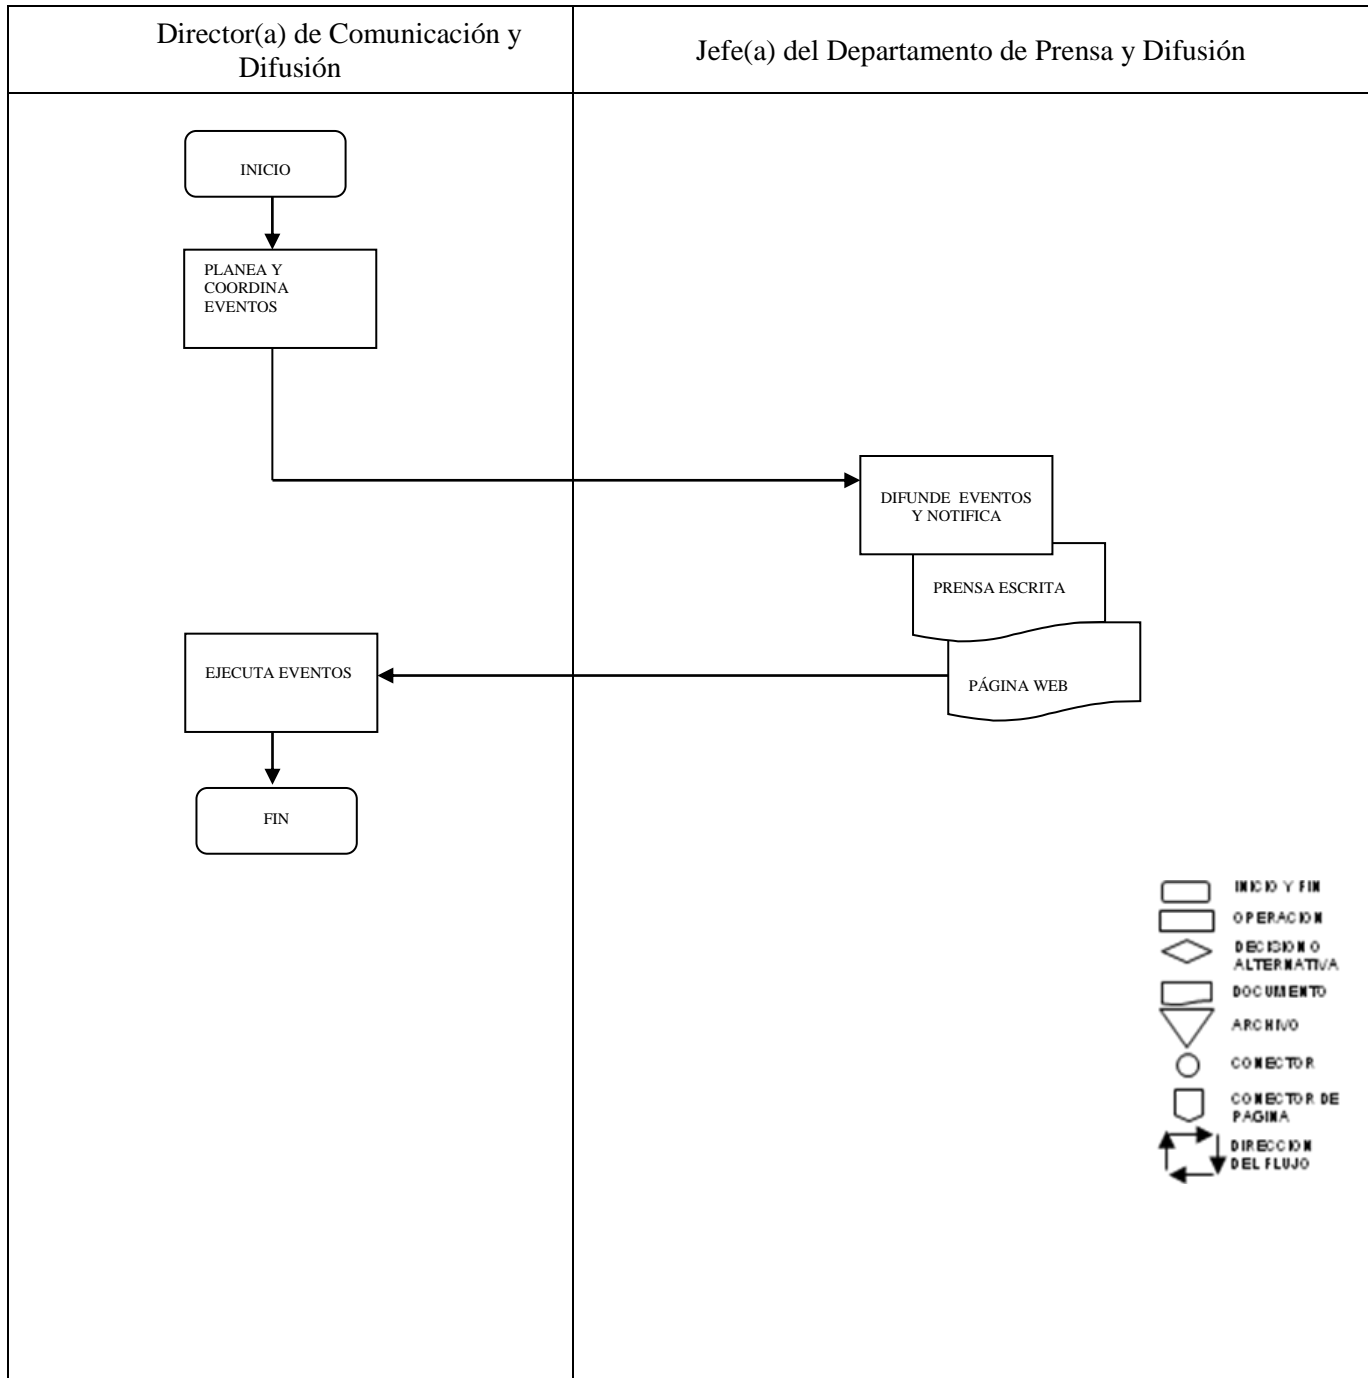 Director(a) de Comunicación y
Difusión
Jefe(a) del Departamento de Prensa y Difusión
INICIO
PLANEA Y
COORDINA
EVENTOS
DIFUNDE EVENTOS
Y NOTIFICA
PRENSA ESCRITA
EJECUTA EVENTOS
PÁGINA WEB
FIN
INICIO Y FIN
OPERACION
DECISION O
ALTERNATIVA
DOCUMENTO
ARCHIVO
CONECTOR
CONECTOR DE
PAGINA
DIRECCION
DEL FLUJO